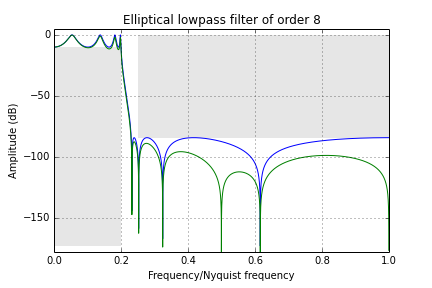 Elliptical lowpass filter of order 8
Amplitude (dB)
0
−50
−100
−150
0.0 0.2 0.4 0.6 0.8 1.0
Frequency/Nyquist frequency